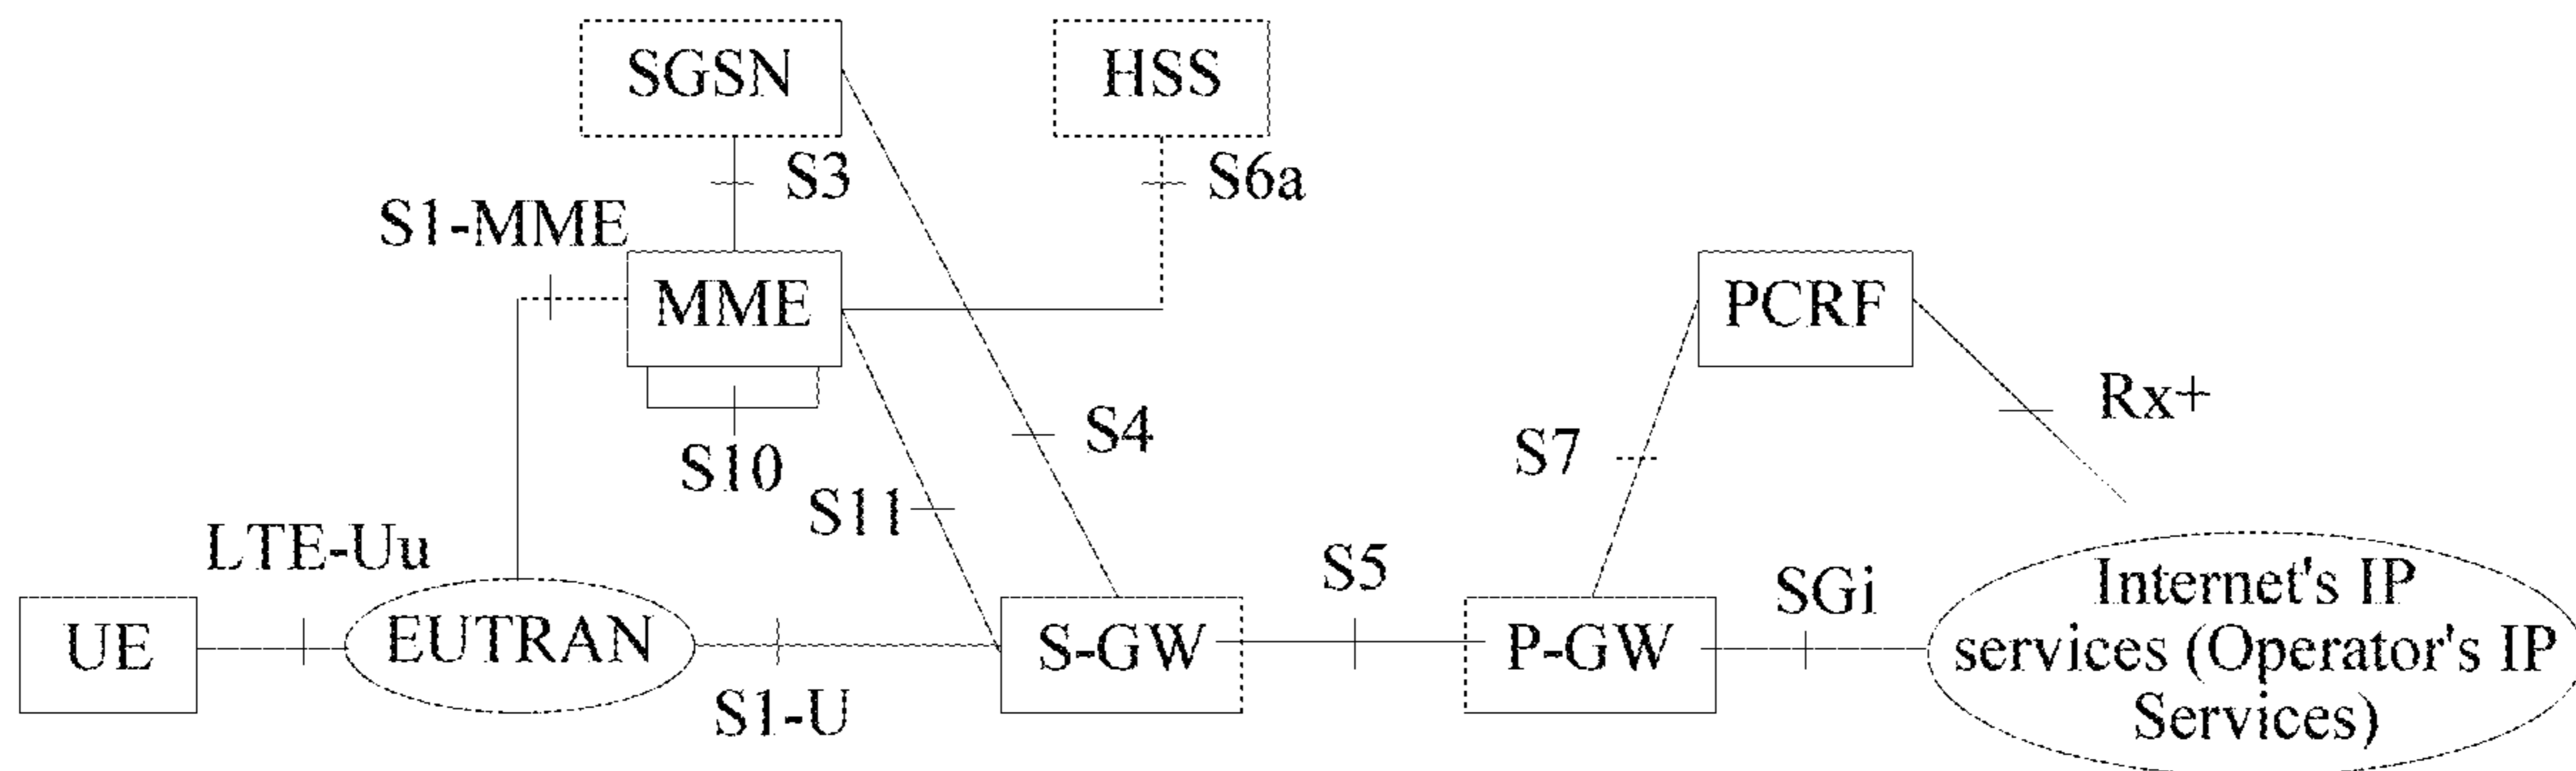 SGSN
HSS
S3
S6a
S1-MME
MME
PCRF
Rx+
S10
S4
S7
S11
LTE-Uu
S5
SGi
UE
EUTRAN
S-GW
P-GW
Internet's IP
services (Operator's IP
Services)
S1-U